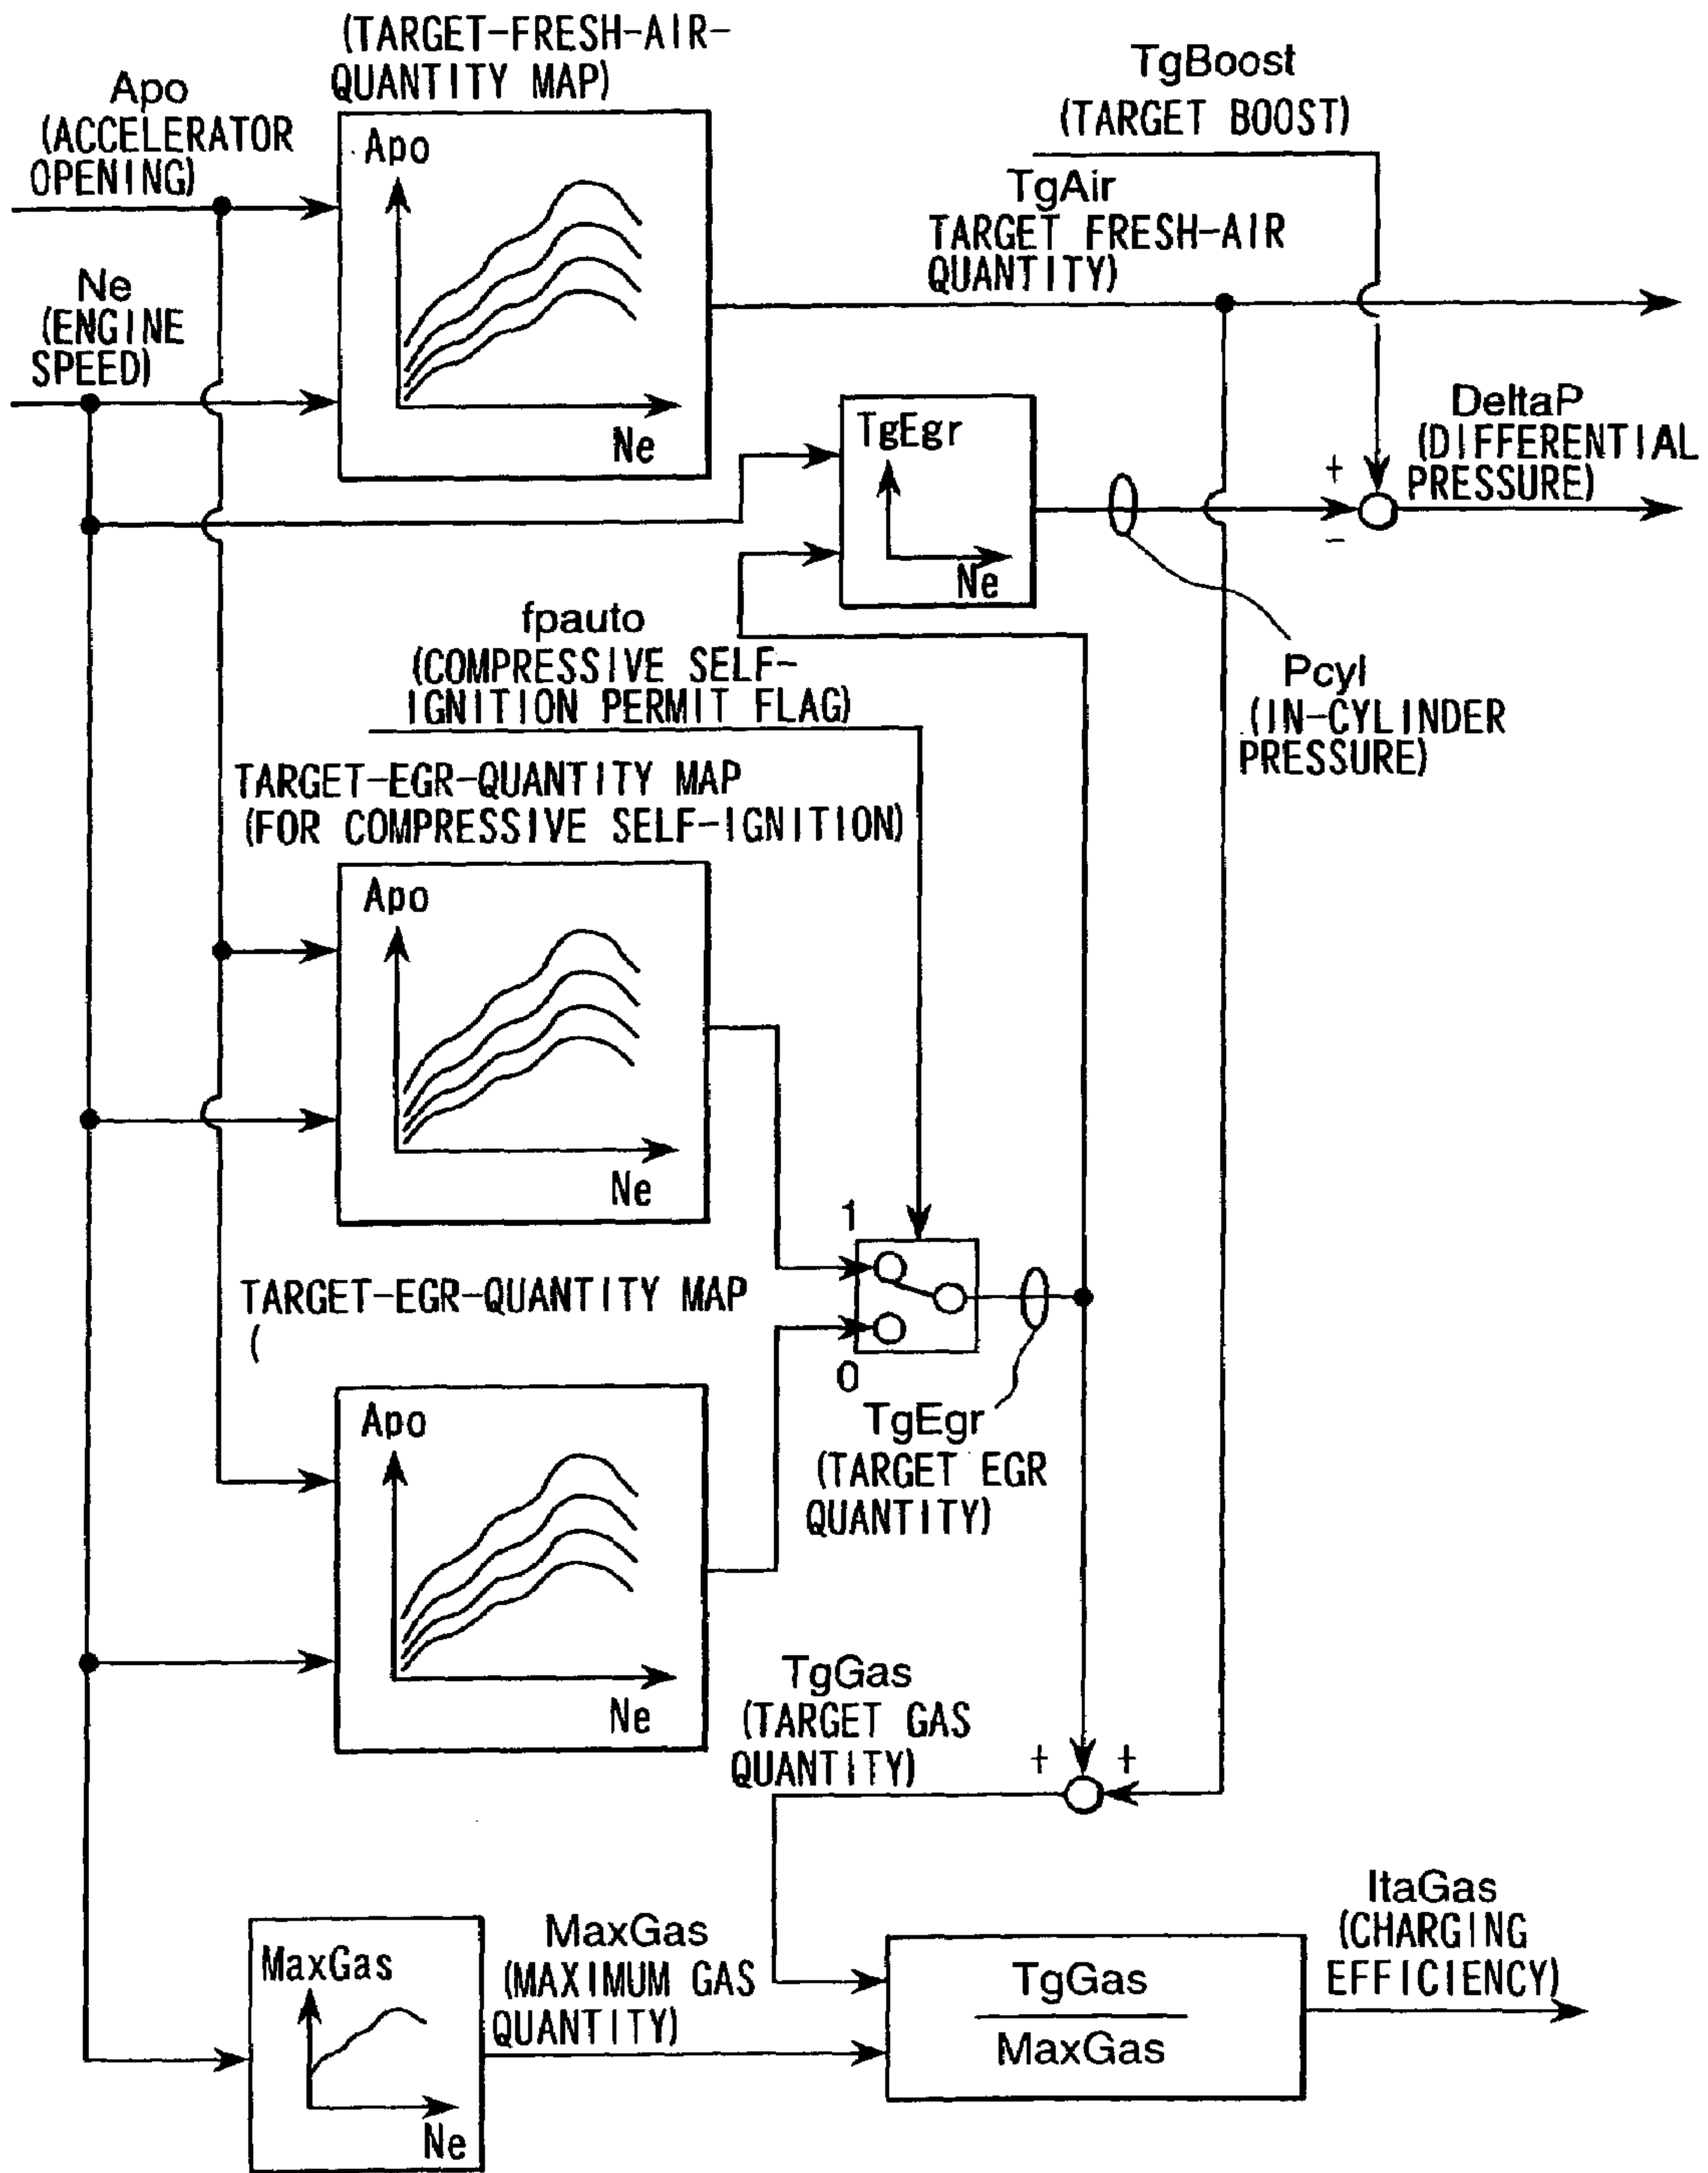 (TARGET-FRESH-AIR-
QUANTITY MAP)
Apo
(ACCELERATOR
OPENING)
Apo
Ne
TgBoost
(TARGET BOOST)
TgAir
TARGET FRESH-AIR
QUANTITY)
Ne
(ENGINE
SPEED)
TgEgr
Ne
+
-
DeltaP
(DIFFERENTIAL
PRESSURE)
fpauto
(COMPRESSIVE SELF-
IGNITION PERMIT FLAG)
Pcyl
(IN-CYLINDER
PRESSURE)
TARGET-EGR-QUANTITY MAP
(FOR COMPRESSIVE SELF-IGNITION)
Apo
Ne
1
0
TARGET-EGR-QUANTITY MAP
(
Apo
Ne
TgEgr
(TARGET EGR
QUANTITY)
TgGas
(TARGET GAS
QUANTITY)
+ +
MaxGas
Ne
MaxGas
(MAXIMUM GAS
QUANTITY)
TgGas
MaxGas
ItaGas
(CHARGING
EFFICIENCY)